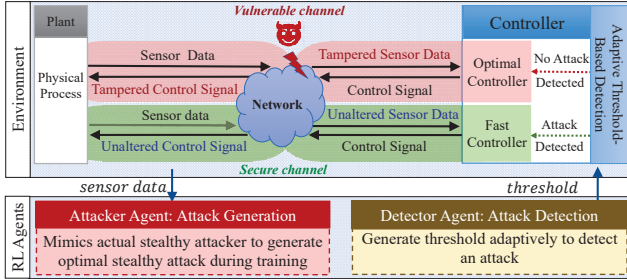 Plant
Vulnerable channel
Controller
Environment
Physical
Process
Sensor Data
Tampered Control Signal
Sensor data
Unaltered Control Signal
Network
Tampered Sensor Data
Control Signal
Unaltered Sensor Data
Control Signal
Secure channel
Optimal
Controller
No Attack
Detected
Fast
Controller
Attack
Detected
Adaptive Threshold-
Based Detection
sensor data
threshold
RL Agents
Attacker Agent: Attack Generation
Mimics actual stealthy attacker to generate
optimal stealthy attack during training
Detector Agent: Attack Detection
Generate threshold adaptively to detect
an attack